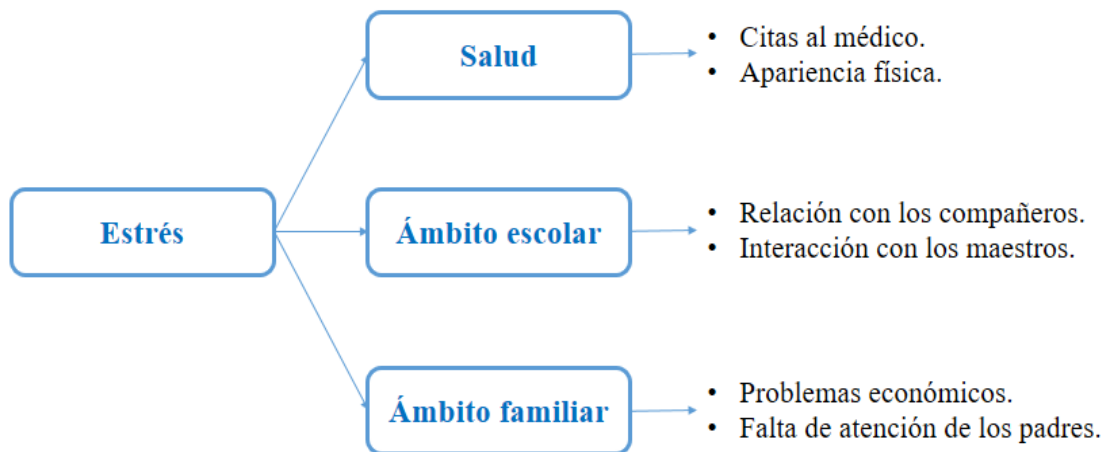 Estrés
Salud
• Citas al médico.
• Apariencia física.
Ámbito escolar
• Relación con los compañeros.
• Interacción con los maestros.
Ámbito familiar
• Problemas económicos.
• Falta de atención de los padres.